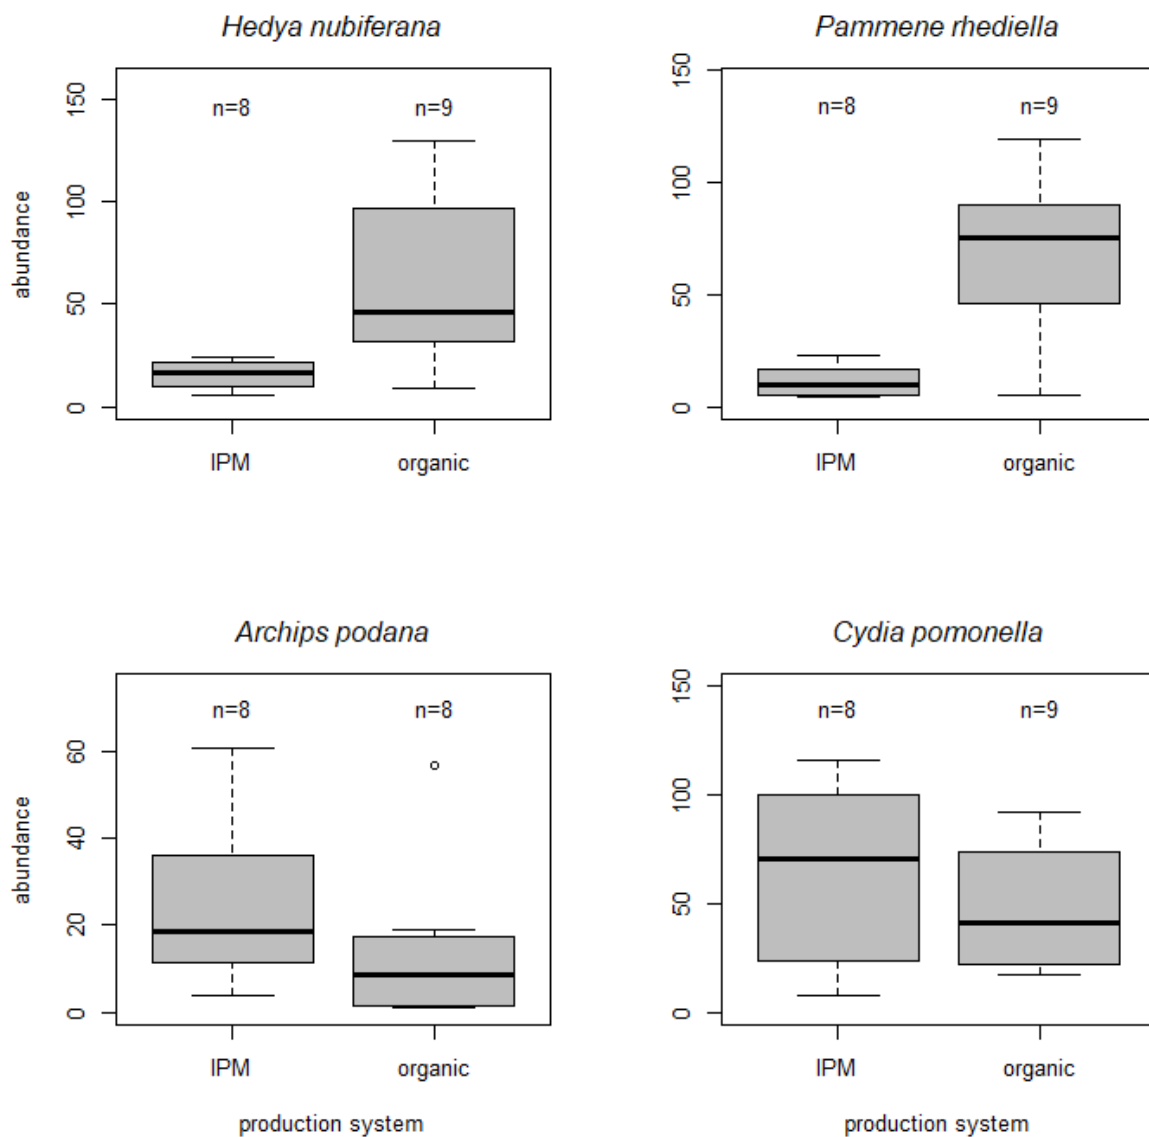 Hedya nubiferana
Pammene rhediella
n=8
n=9
n=8
n=9
abundance
150
100
50
0
150
100
50
0
IPM
organic
IPM
organic
Archips podana
Cydia pomonella
n=8
n=8
n=8
n=9
abundance
60
40
20
0
150
100
50
0
IPM
organic
IPM
organic
production system
production system